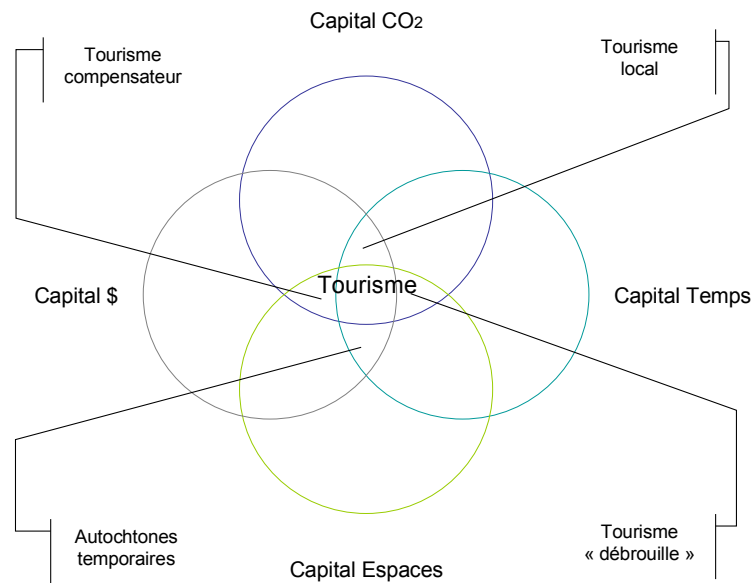 Capital CO2
Tourisme
compensateur
Tourisme
local
Capital $
Tourisme
Capital Temps
Autochtones
temporaires
Tourisme
« débrouille »
Capital Espaces